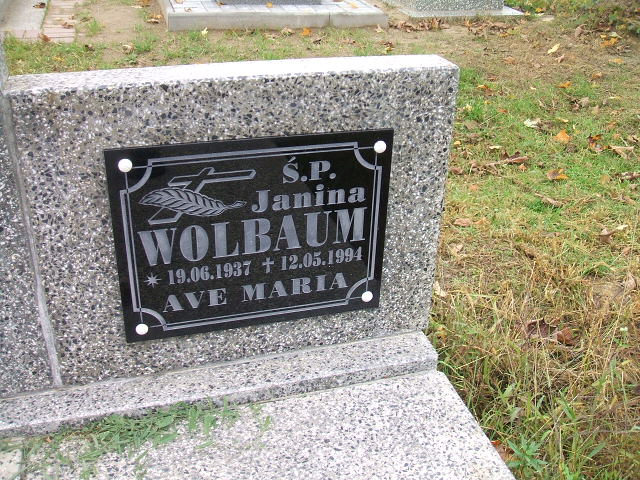 Ś.P.
Janina
WOLBAUM
* 19.06.1937 + 12.05.1994
AVE MARIA